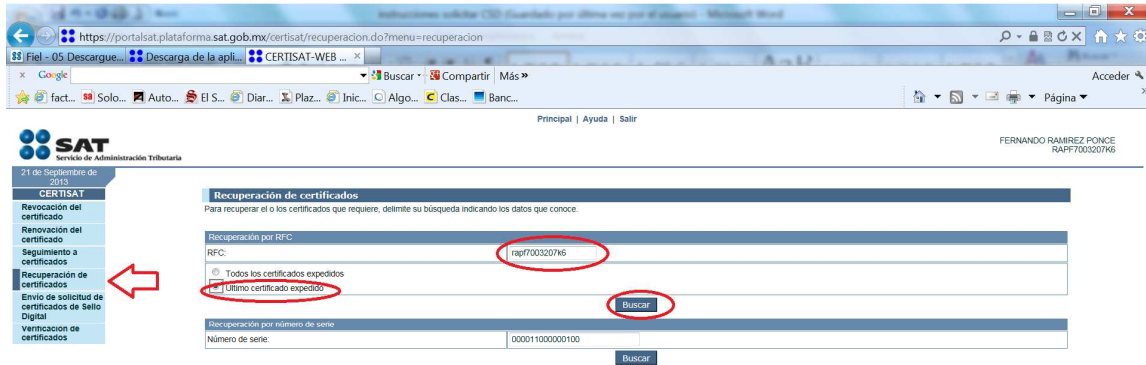 instrucciones solicitar CSD (Guardado por última vez por el usuario) - Microsoft Word
https://portalsat.plataforma.sat.gob.mx/certisat/recuperacion.do?menu=recuperacion
Fiel - 05 Descargue... Descarga de la apli... CERTISAT-WEB ... ×
x Google Buscar Compartir Más » Acceder
fact... Solo... Auto... El S... Diar... Plaz... Inic... Algo... Clas... Banc... Página
Principal | Ayuda | Salir
SAT
Servicio de Administración Tributaria
FERNANDO RAMIREZ PONCE
RAPF7003207K6
21 de Septiembre de
2013
CERTISAT
Revocación del
certificado
Renovación del
certificado
Seguimiento a
certificados
Recuperación de
certificados
Envío de solicitud de
certificados de Sello
Digital
Verificación de
certificados
Recuperación de certificados
Para recuperar el o los certificados que requiere, delimite su búsqueda indicando los datos que conoce.
Recuperación por RFC
RFC: rapf7003207k6
Todos los certificados expedidos
Último certificado expedido
Buscar
Recuperación por número de serie
Número de serie: 000011000000100
Buscar